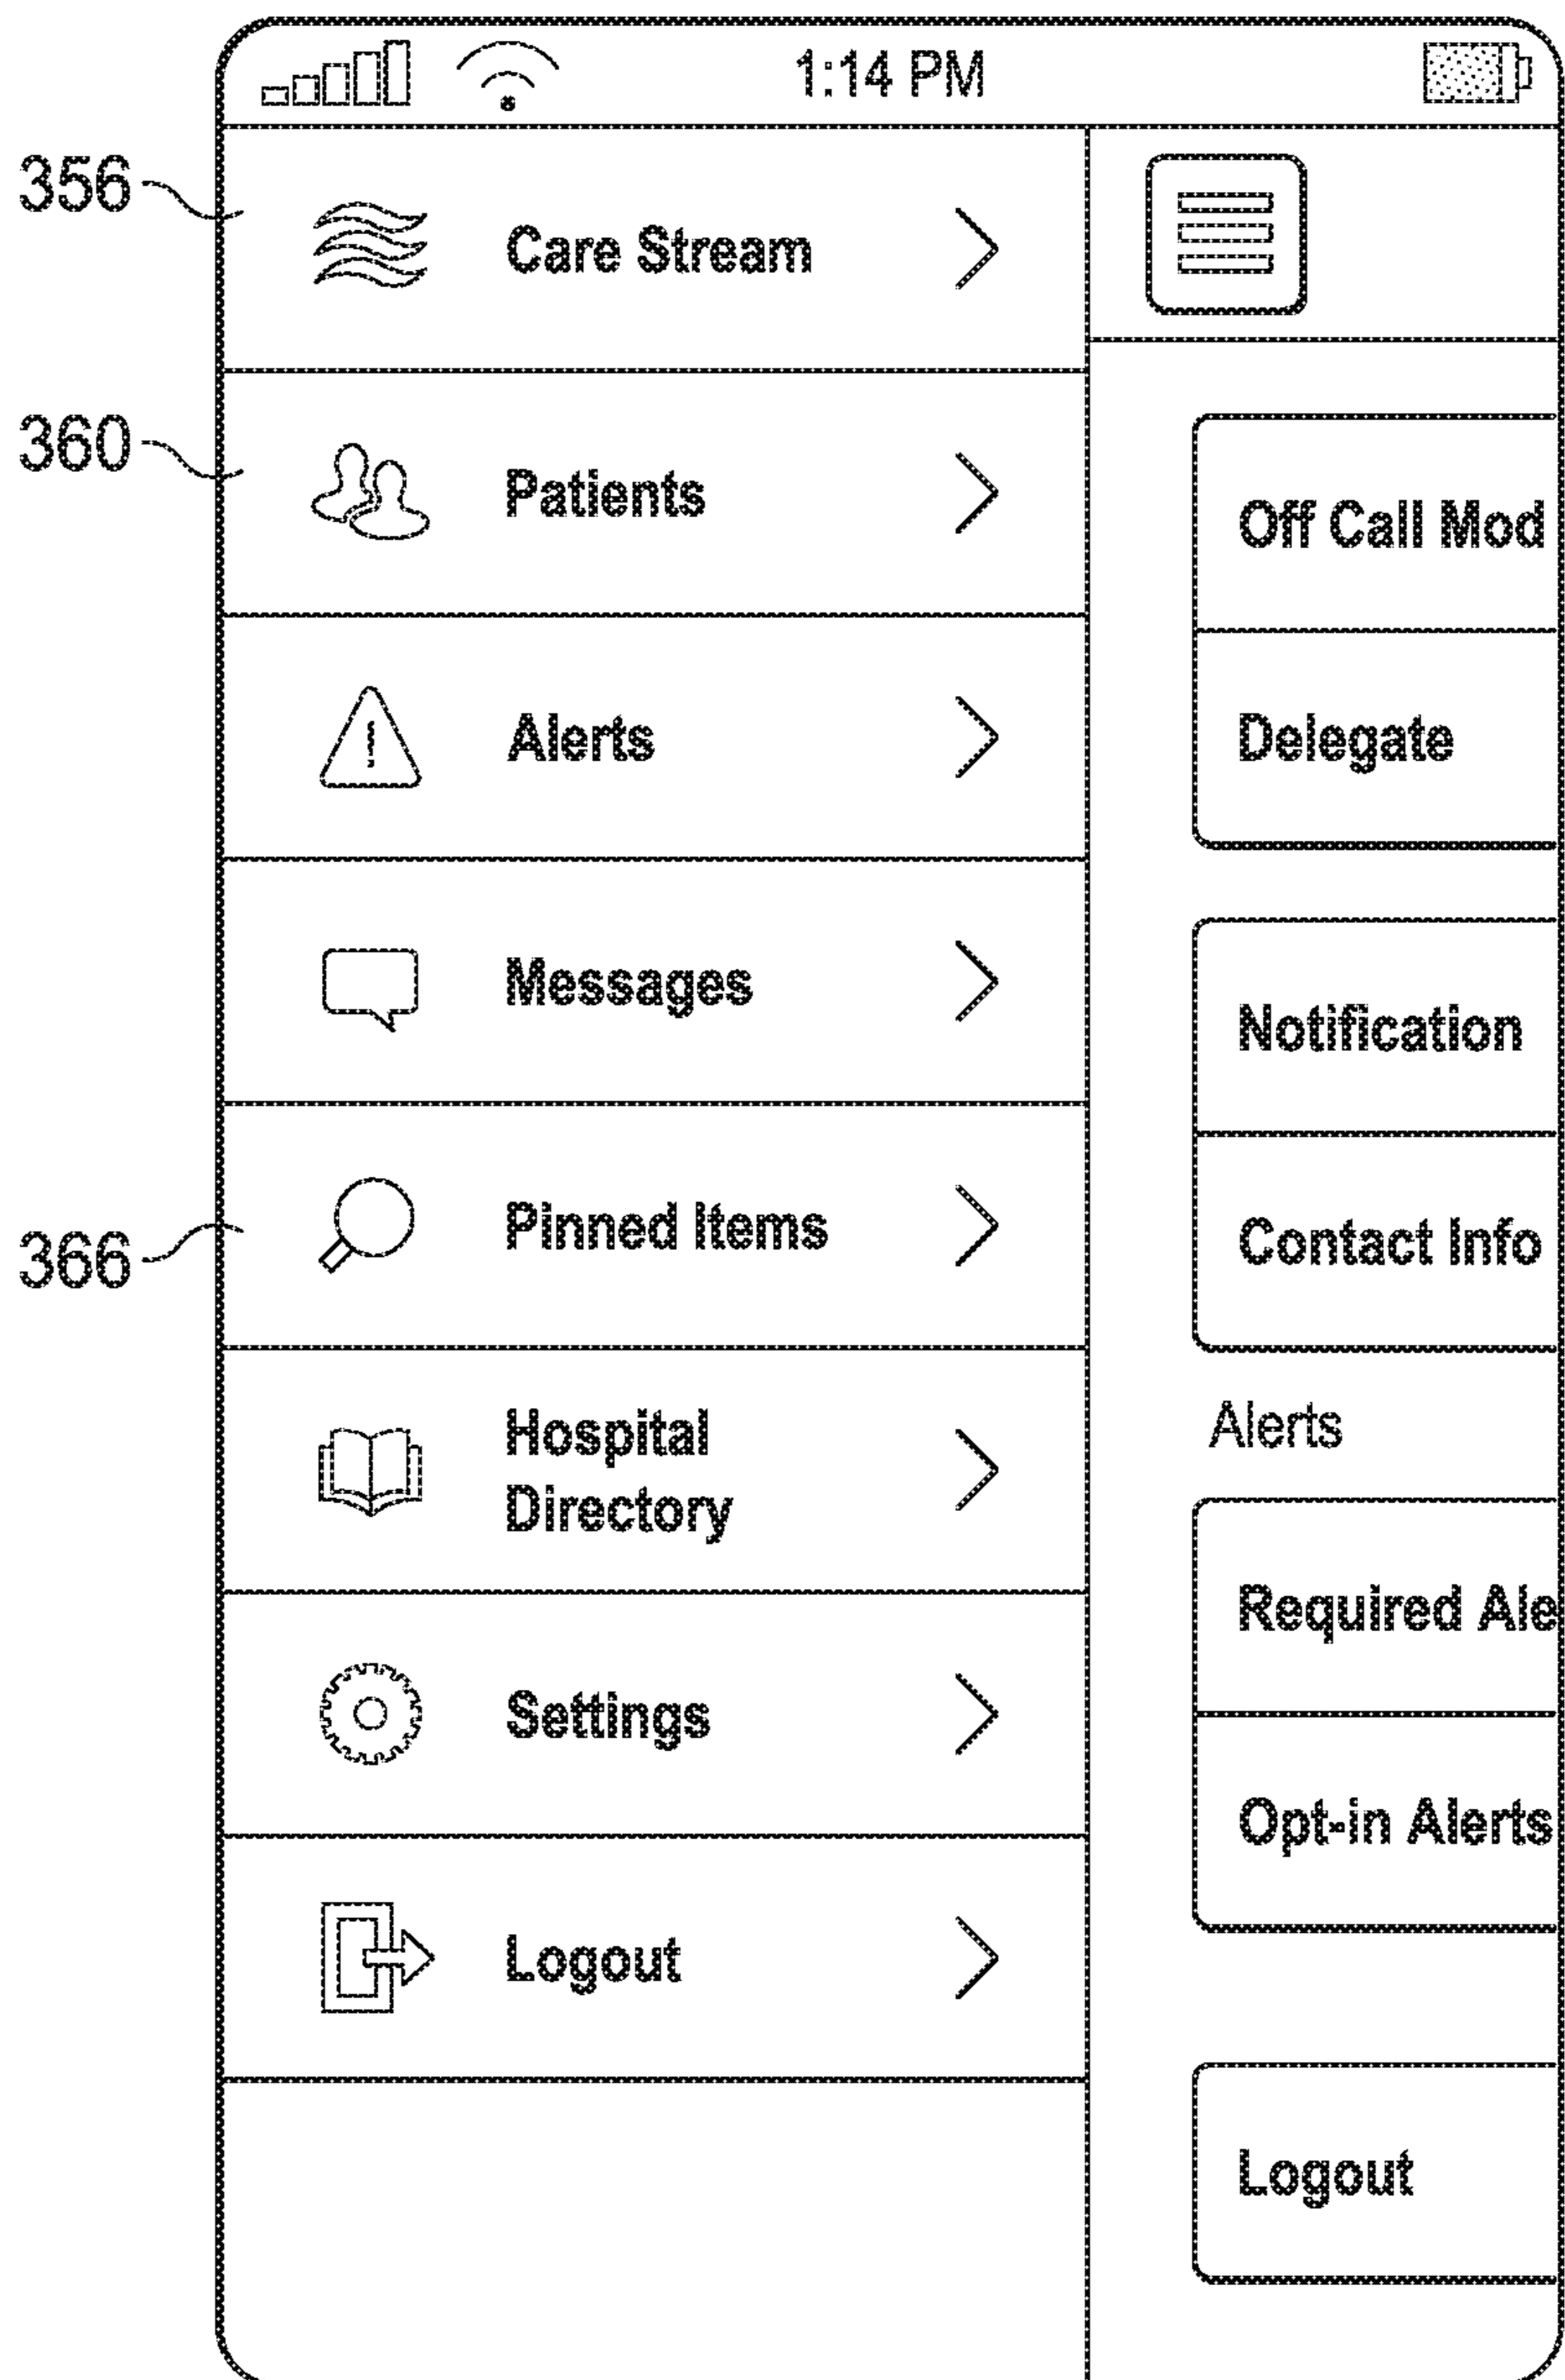 1:14 PM
356
Care Stream
360
Patients
Alerts
Messages
366
Pinned Items
Hospital
Directory
Settings
Logout
Off Call Mod
Delegate
Notification
Contact Info
Alerts
Required Ale
Opt-in Alerts
Logout